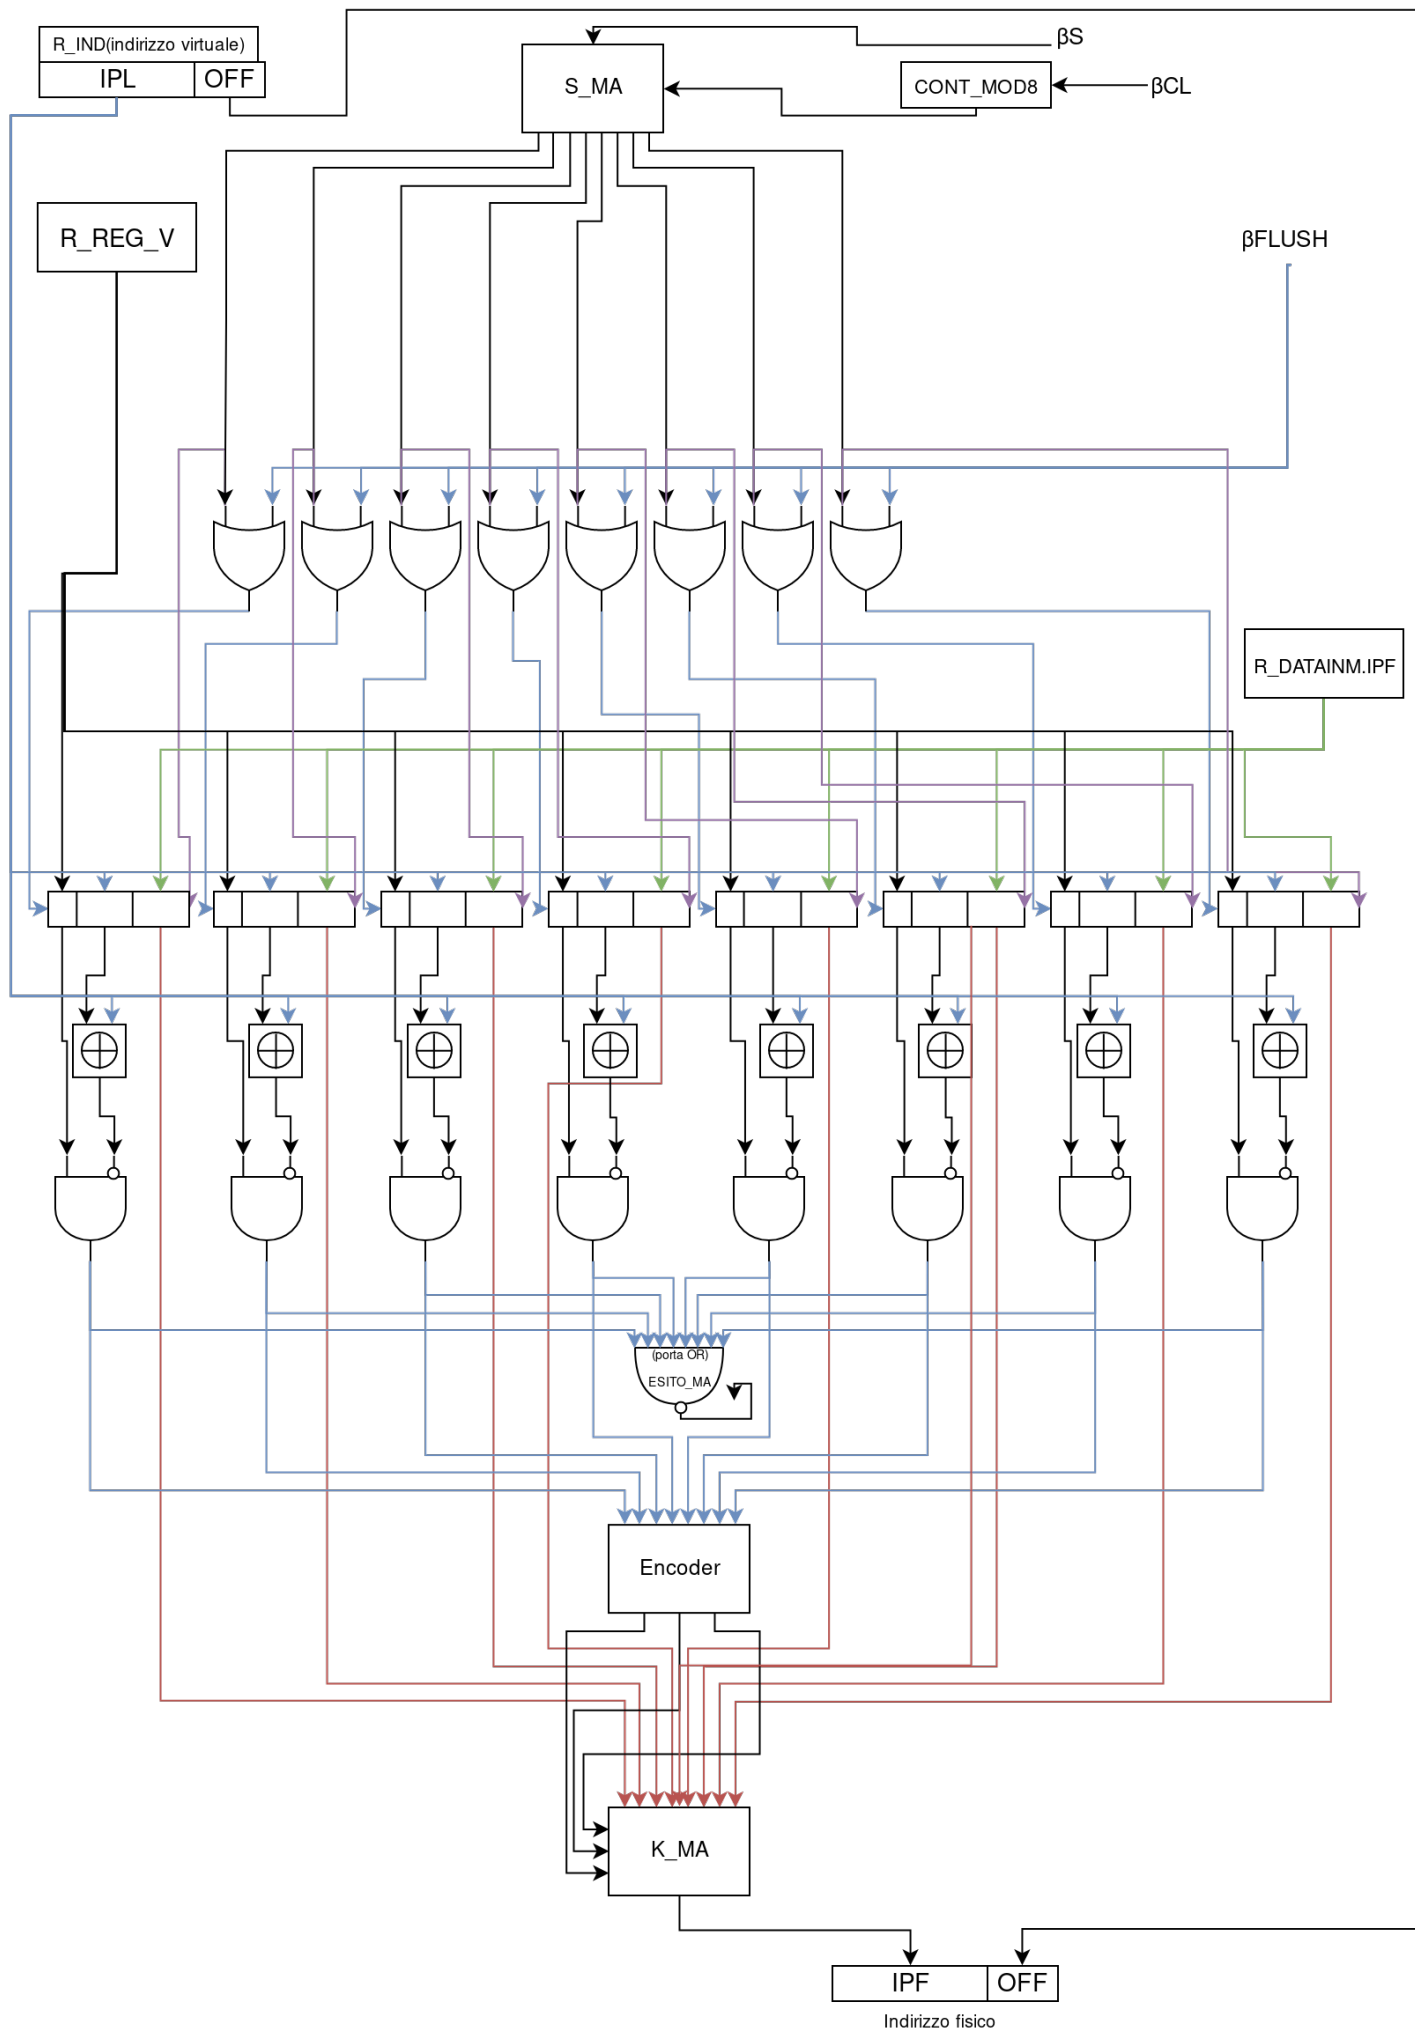 R_IND(indirizzo virtuale)
IPL
OFF
S_MA
βS
CONT_MOD8
βCL
R_REG_V
βFLUSH
R_DATAINM.IPF
(porta OR)
ESITO_MA
Encoder
K_MA
IPF
OFF
Indirizzo fisico